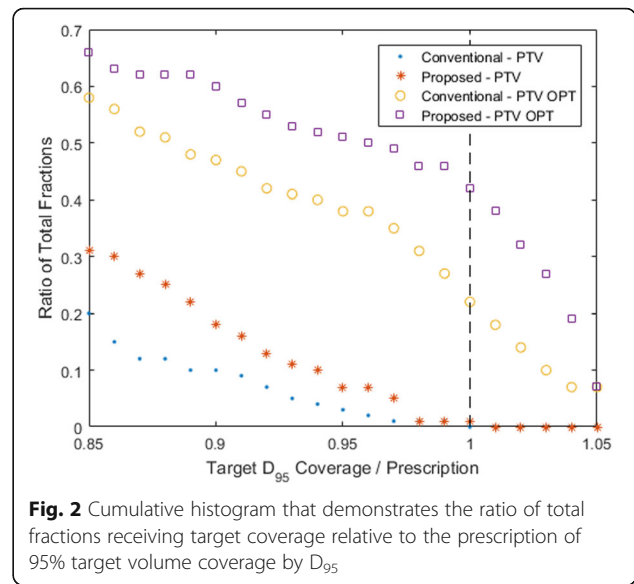 0.7
0.6
0.5
0.4
0.3
0.2
0.1
0
Ratio of Total Fractions
Conventional - PTV
Proposed - PTV
Conventional - PTV OPT
Proposed - PTV OPT
0.85
0.9
0.95
1
1.05
Target D95 Coverage / Prescription
Fig. 2 Cumulative histogram that demonstrates the ratio of total
fractions receiving target coverage relative to the prescription of
95% target volume coverage by D95